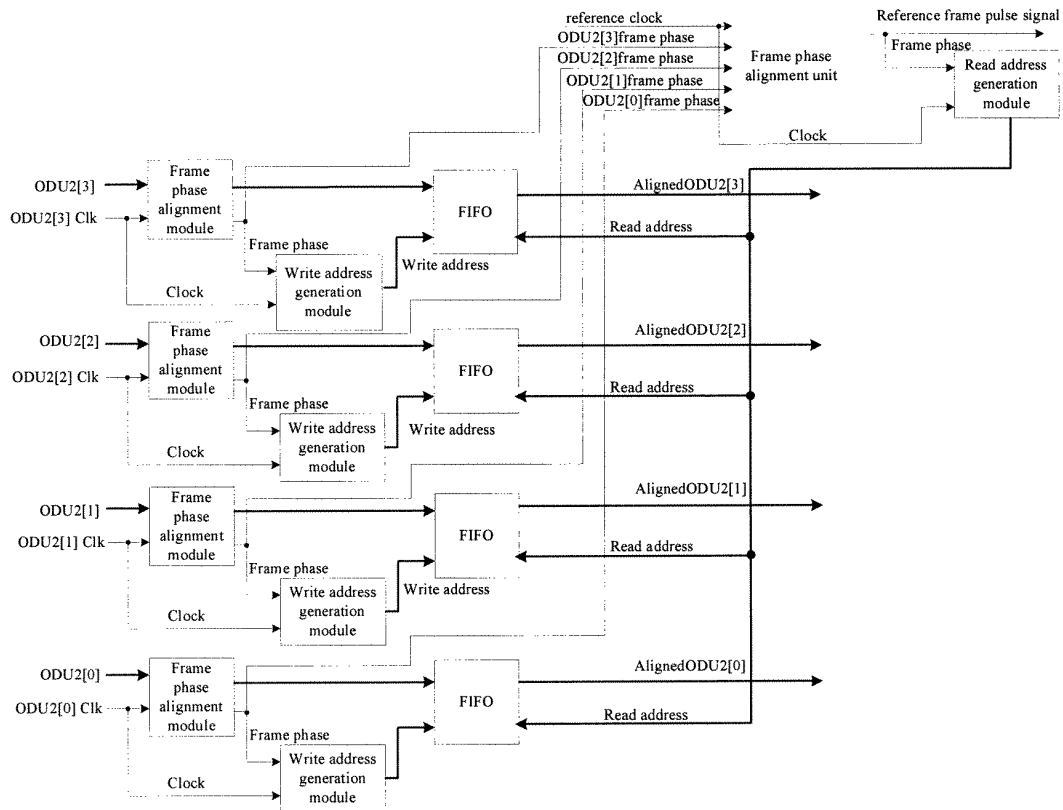 reference clock
Reference frame pulse signal
ODU2[3]frame phase
Frame phase
ODU2[2]frame phase
Frame phase
alignment unit
ODU2[1]frame phase
Read address
generation
module
ODU2[0]frame phase
Clock
ODU2[3]
Frame
phase
alignment
module
FIFO
AlignedODU2[3]
ODU2[3] Clk
Read address
Frame phase
Write address
Write address
generation
module
Clock
ODU2[2]
Frame
phase
alignment
module
FIFO
AlignedODU2[2]
ODU2[2] Clk
Read address
Frame phase
Write address
Write address
generation
module
Clock
ODU2[1]
Frame
phase
alignment
module
FIFO
AlignedODU2[1]
ODU2[1] Clk
Read address
Frame phase
Write address
Write address
generation
module
Clock
ODU2[0]
Frame
phase
alignment
module
FIFO
AlignedODU2[0]
ODU2[0] Clk
Read address
Frame phase
Write address
generation
module
Clock